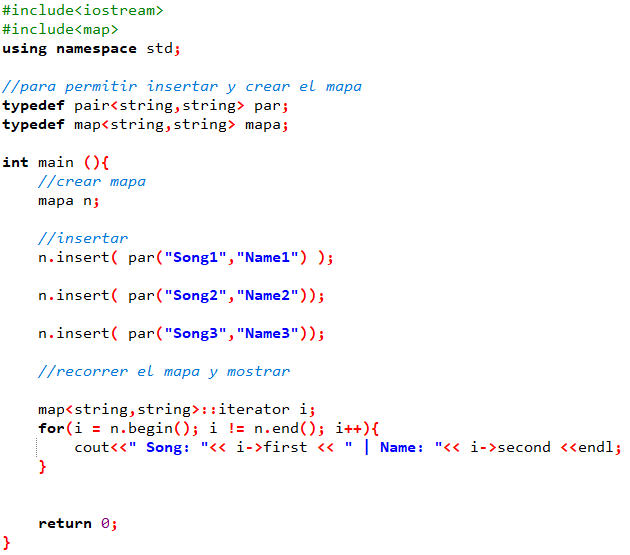 #include<iostream>
#include<map>
using namespace std;
//para permitir insertar y crear el mapa
typedef pair<string,string> par;
typedef map<string,string> mapa;
int main (){
//crear mapa
mapa n;
//insertar
n.insert( par("Song1","Name1") );
n.insert( par("Song2","Name2"));
n.insert( par("Song3","Name3"));
//recorrer el mapa y mostrar
map<string,string>::iterator i;
for(i = n.begin(); i != n.end(); i++){
cout<<" Song: "<< i->first << " | Name: "<< i->second <<endl;
}
return 0;
}